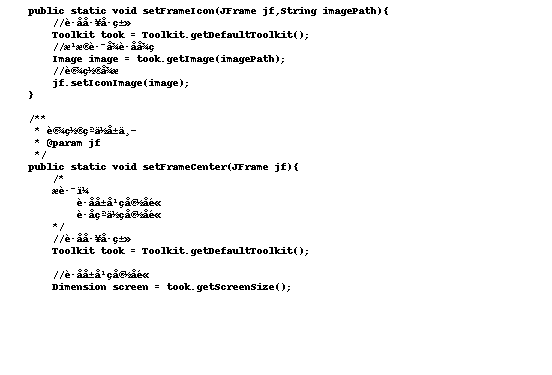 public static void setFrameIcon(JFrame jf,String imagePath){
//è·åå·¥å·ç±»
Toolkit took = Toolkit.getDefaultToolkit();
//æ¹æ®è·¯å¾è·åå¾ç
Image image = took.getImage(imagePath);
//è®¾ç½®å¾æ
jf.setIconImage(image);
}
/**
* è®¾ç½®çªä½å±ä¸­
* @param jf
*/
public static void setFrameCenter(JFrame jf){
/*
æè·¯ï¼
è·åå±å¹çå®½åé«
è·åçªä½çå®½åé«
*/
//è·åå·¥å·ç±»
Toolkit took = Toolkit.getDefaultToolkit();
//è·åå±å¹çå®½åé«
Dimension screen = took.getScreenSize();